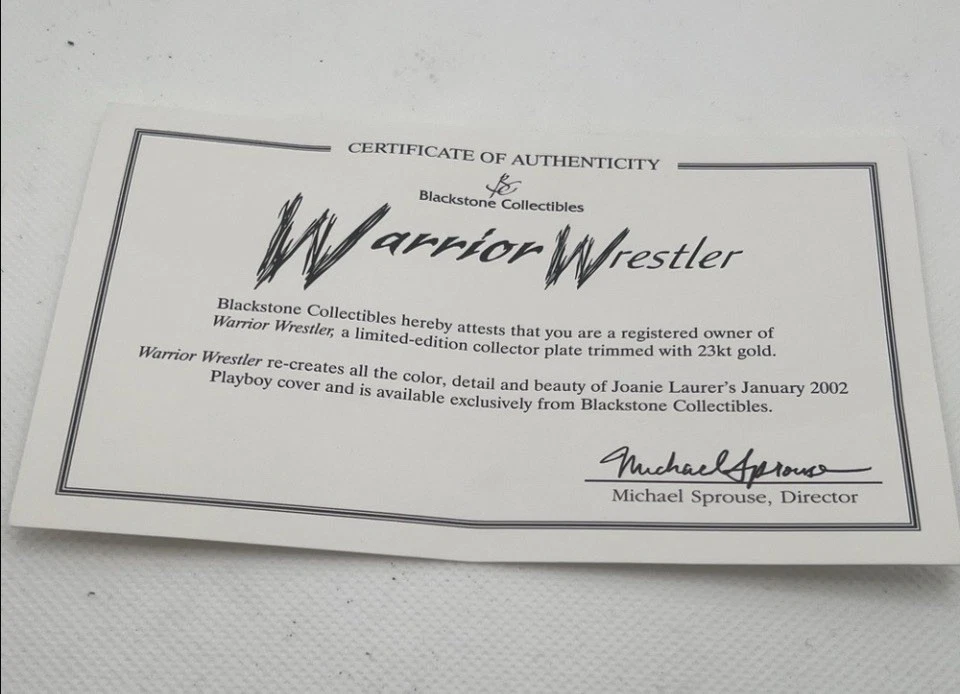 CERTIFICATE OF AUTHENTICITY
Blackstone Collectibles
Warrior Wrestler
Blackstone Collectibles hereby attests that you are a registered owner of
Warrior Wrestler, a limited-edition collector plate trimmed with 23kt gold.
Warrior Wrestler re-creates all the color, detail and beauty of Joanie Laurer's January 2002
Playboy cover and is available exclusively from Blackstone Collectibles.
Michael Sprouse
Michael Sprouse, Director